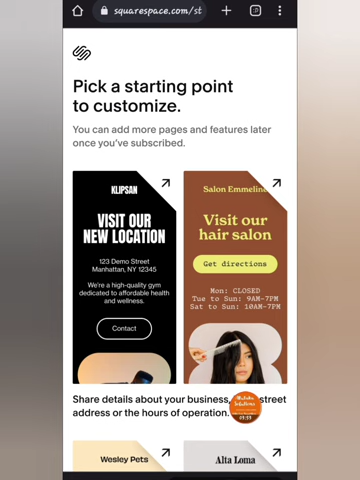 squarespace.com/st
Pick a starting point
to customize.
You can add more pages and features later
once you've subscribed.
KLIPSAN
VISIT OUR
NEW LOCATION
123 Demo Street
Manhattan, NY 12345
We're a high-quality gym
dedicated to affordable health
and wellness.
Contact
Salon Emmeline
Visit our
hair salon
Get directions
Mon: CLOSED
Tue to Sun: 9AM-7PM
Sat to Sun: 10AM-7PM
Share details about your business, street
address or the hours of operation.
Wesley Pets
Alta Loma